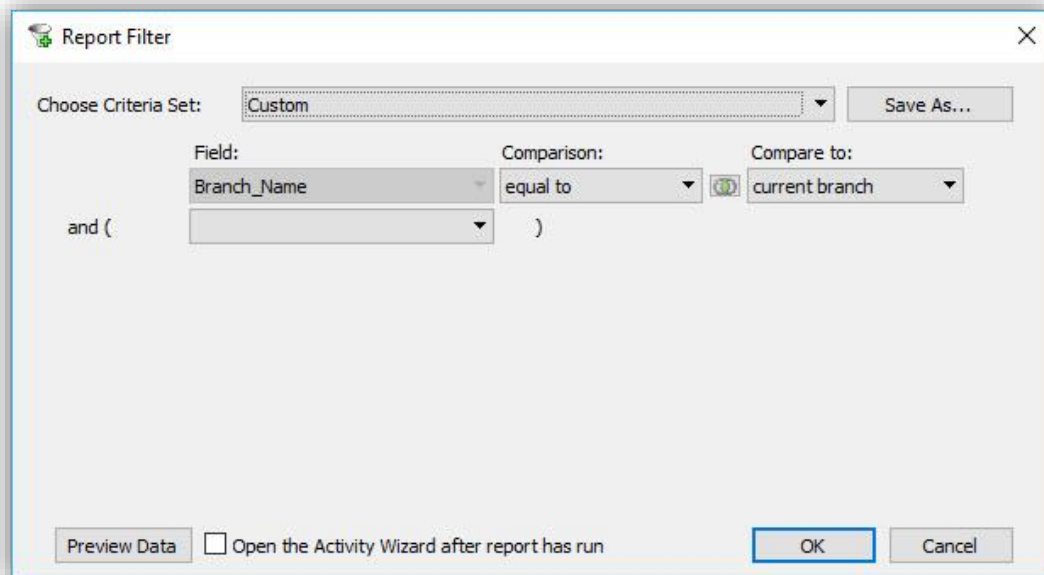 Report Filter
Choose Criteria Set: Custom Save As...
Field: Comparison: Compare to:
Branch_Name equal to current branch
and ( )
Preview Data Open the Activity Wizard after report has run OK Cancel